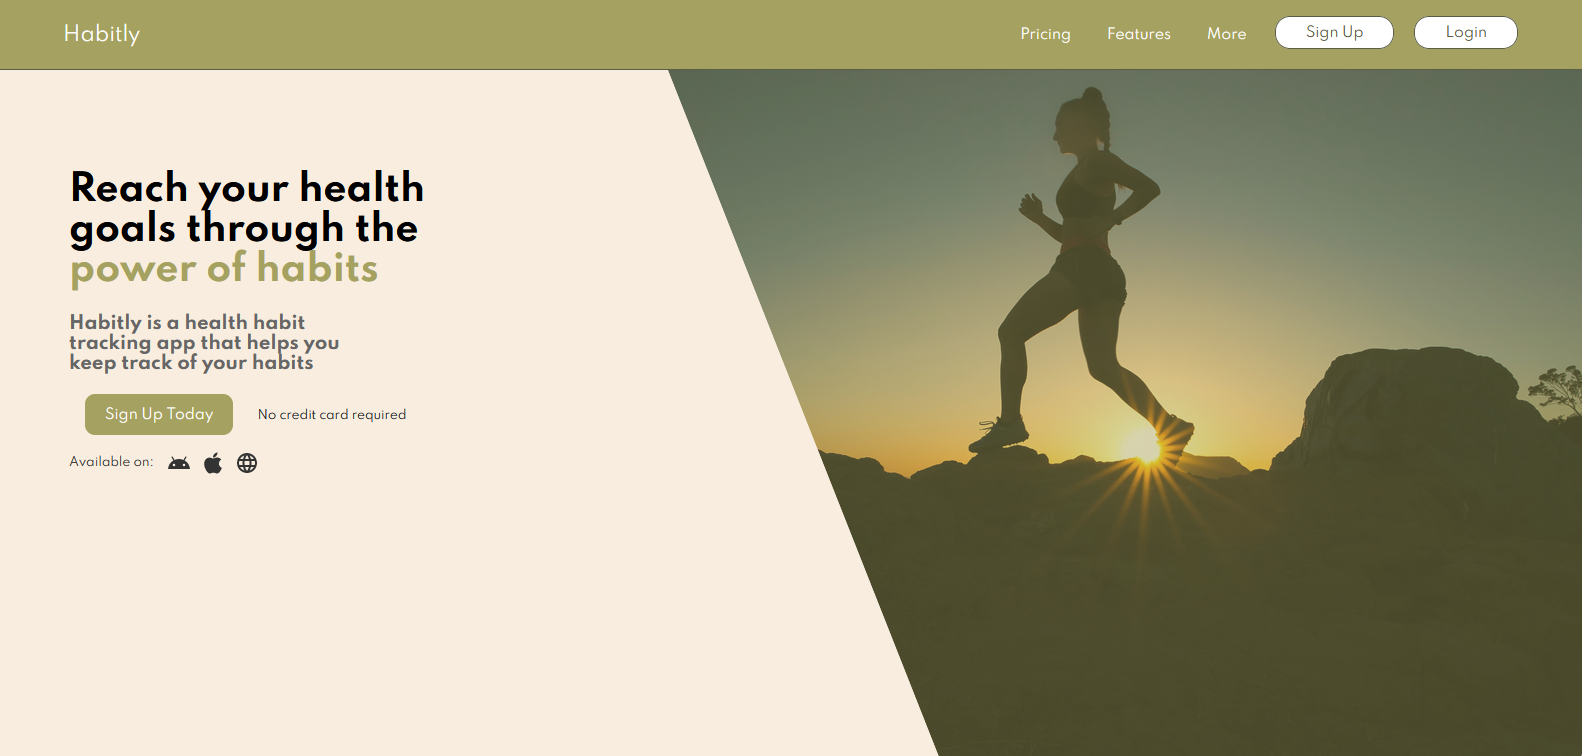 Habitly
Pricing
Features
More
Sign Up
Login
Reach your health
goals through the
power of habits
Habitly is a health habit
tracking app that helps you
keep track of your habits
Sign Up Today
No credit card required
Available on: